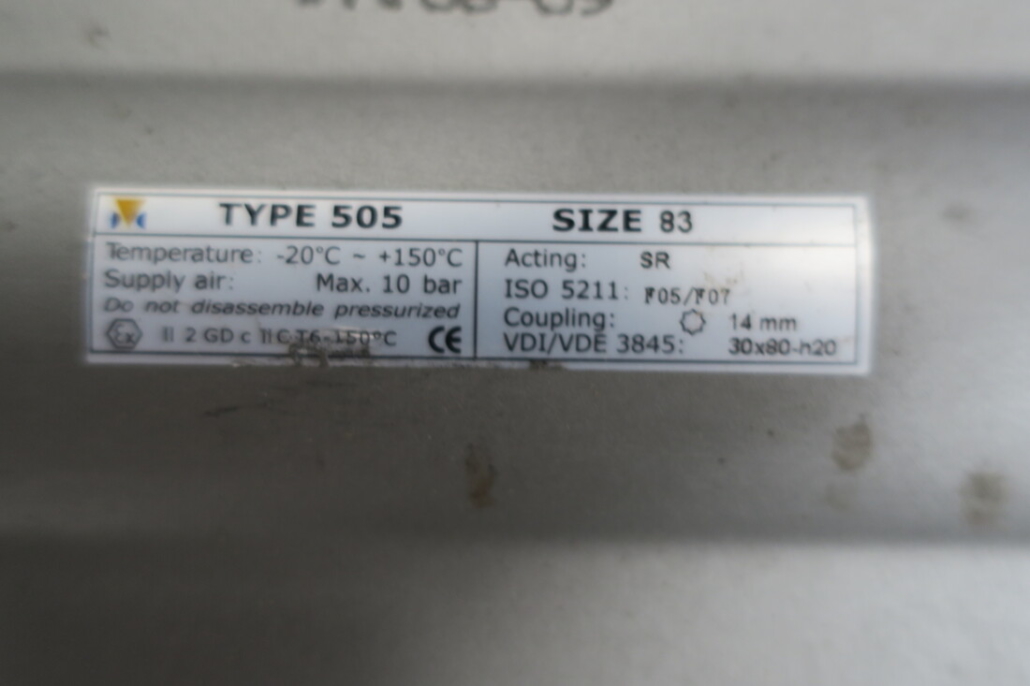 TYPE 505 SIZE 83
Temperature: -20°C ~ +150°C
Supply air: Max. 10 bar
Do not disassemble pressurized
Ex II 2 GD c IIC T6-150°C CE
Acting: SR
ISO 5211: F05/F07
Coupling: 14 mm
VDI/VDE 3845: 30x80-h20